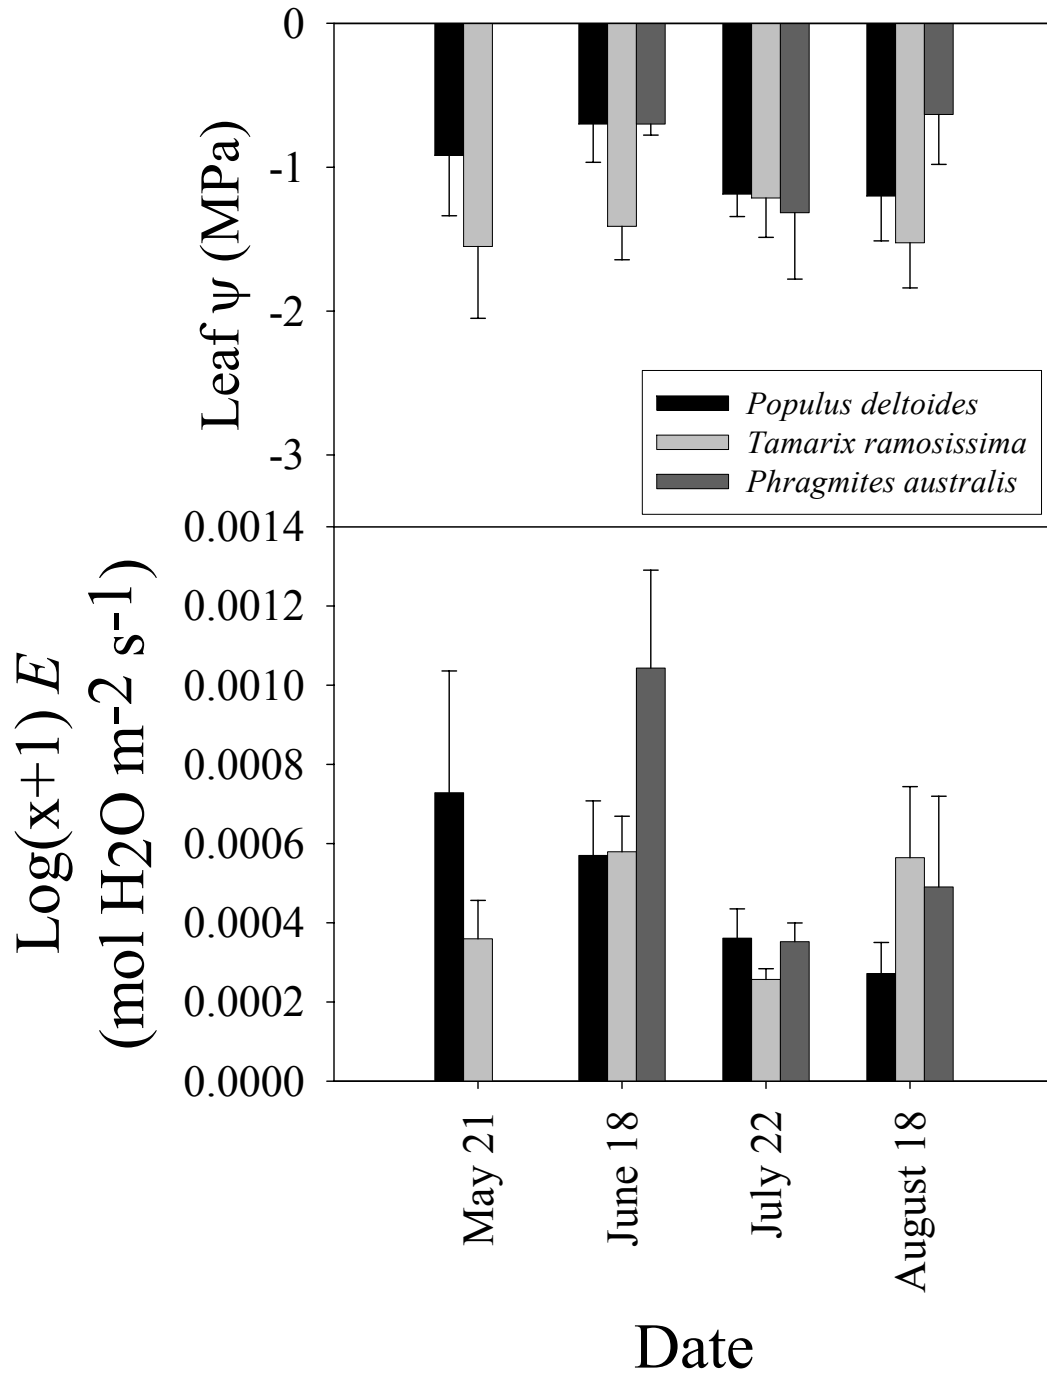 0
-1
-2
-3
Leaf ψ (MPa)
Populus deltoides
Tamarix ramosissima
Phragmites australis
0.0014
0.0012
0.0010
0.0008
0.0006
0.0004
0.0002
0.0000
Log(x+1) E
(mol H2O m-2 s-1)
May 21
June 18
July 22
August 18
Date